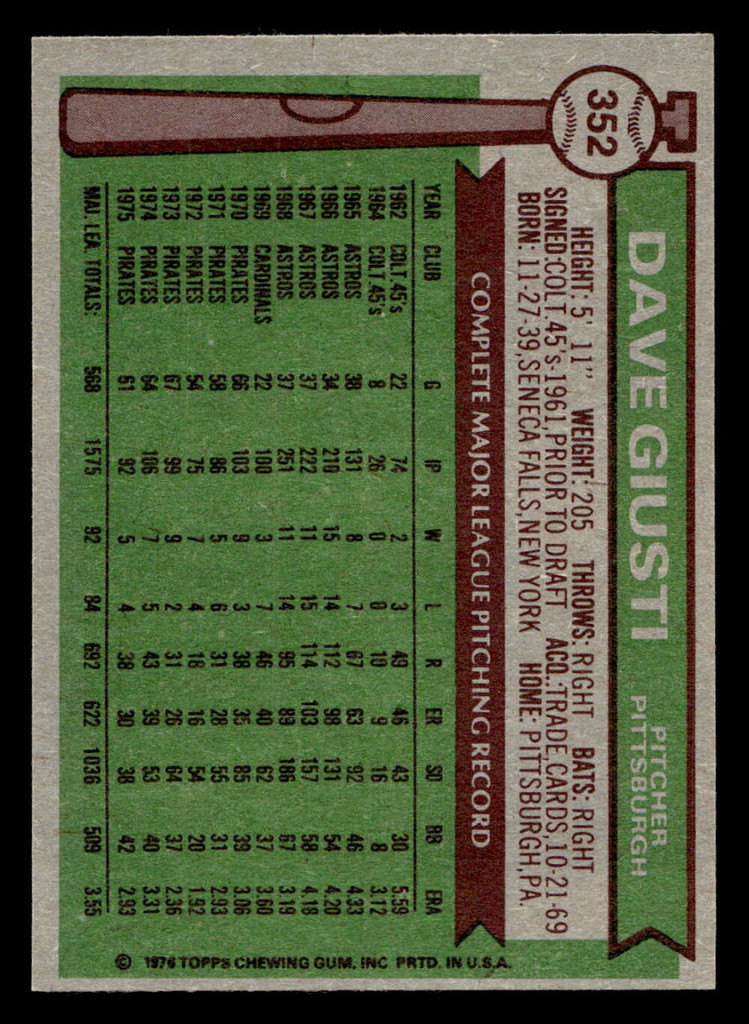 352
T
DAVE GIUSTI
PITCHER
PITTSBURGH
HEIGHT: 5' 11" WEIGHT: 205 THROWS: RIGHT BATS: RIGHT
SIGNED: COLT .45's-1961, PRIOR TO DRAFT ACQ.: TRADE, CARDS, 10-21-69
BORN: 11-27-39, SENECA FALLS, NEW YORK HOME: PITTSBURGH, PA.
COMPLETE MAJOR LEAGUE PITCHING RECORD
YEAR CLUB G IP W L R ER SO BB ERA
1962 COLT .45's 22 74 2 3 49 46 43 30 5.59
1964 COLT .45's 8 26 0 0 10 9 16 8 3.12
1965 ASTROS 38 131 8 7 67 63 92 46 4.33
1966 ASTROS 34 210 15 14 112 98 131 54 4.20
1967 ASTROS 37 222 11 15 114 103 157 58 4.18
1968 ASTROS 37 251 11 14 95 89 186 67 3.19
1969 CARDINALS 22 100 3 7 46 40 62 37 3.60
1970 PIRATES 66 103 9 3 38 35 85 39 3.06
1971 PIRATES 58 86 5 6 31 28 55 31 2.93
1972 PIRATES 54 75 7 4 18 16 54 20 1.92
1973 PIRATES 67 99 9 2 31 26 64 37 2.36
1974 PIRATES 64 106 7 5 43 39 53 40 3.31
1975 PIRATES 61 92 5 4 38 30 38 42 2.93
MAJ. LEA. TOTALS: 568 1575 92 84 692 622 1036 509 3.55
© 1976 TOPPS CHEWING GUM, INC PRTD. IN U.S.A.